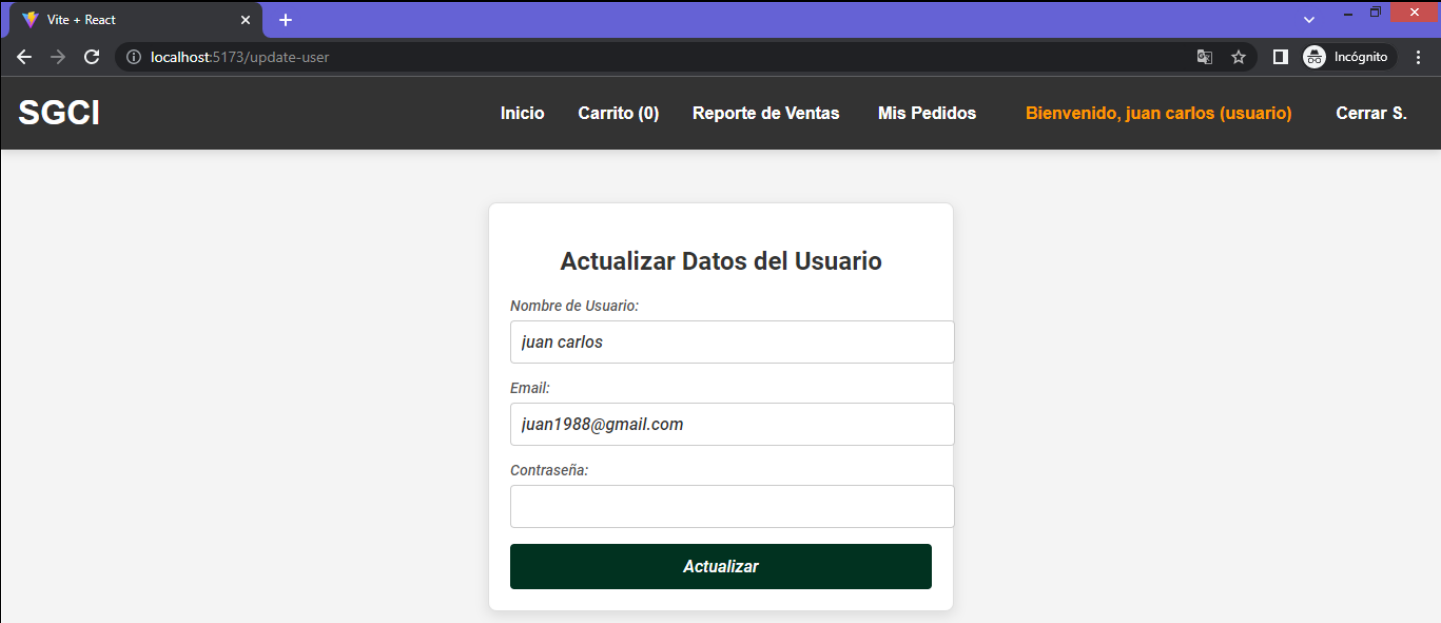 Vite + React
localhost:5173/update-user
Incógnito
SGCI
Inicio Carrito (0) Reporte de Ventas Mis Pedidos Bienvenido, juan carlos (usuario) Cerrar S.
Actualizar Datos del Usuario
Nombre de Usuario:
juan carlos
Email:
juan1988@gmail.com
Contraseña:
Actualizar